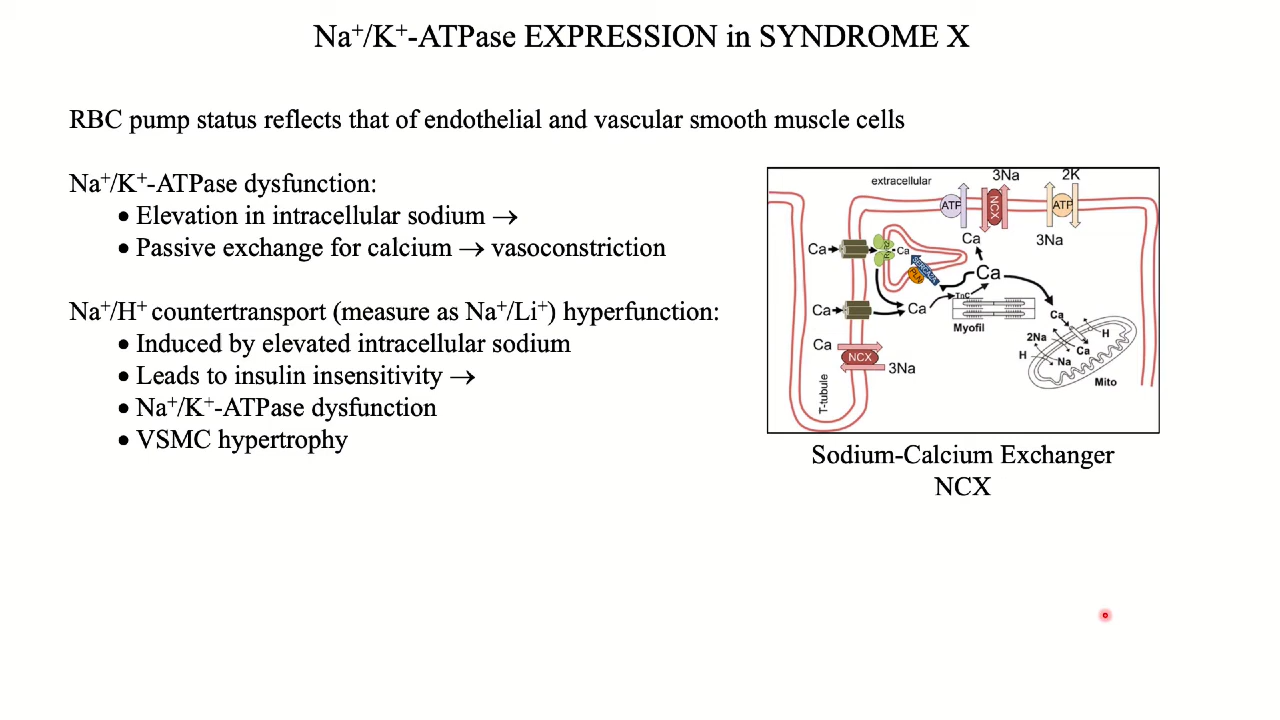 Na⁺/K⁺-ATPase EXPRESSION in SYNDROME X
RBC pump status reflects that of endothelial and vascular smooth muscle cells
Na⁺/K⁺-ATPase dysfunction:
• Elevation in intracellular sodium →
• Passive exchange for calcium → vasoconstriction
Na⁺/H⁺ countertransport (measure as Na⁺/Li⁺) hyperfunction:
• Induced by elevated intracellular sodium
• Leads to insulin insensitivity →
• Na⁺/K⁺-ATPase dysfunction
• VSMC hypertrophy
extracellular
3Na
2K
ATP
NCX
ATP
Ca
3Na
Ca
Ca
Ca
PLN
Ca
Ca
TnC
Ca
Myofil
Ca
2Na
H
Ca
H
Na
Mito
Ca
NCX
3Na
T-tubule
Sodium-Calcium Exchanger
NCX